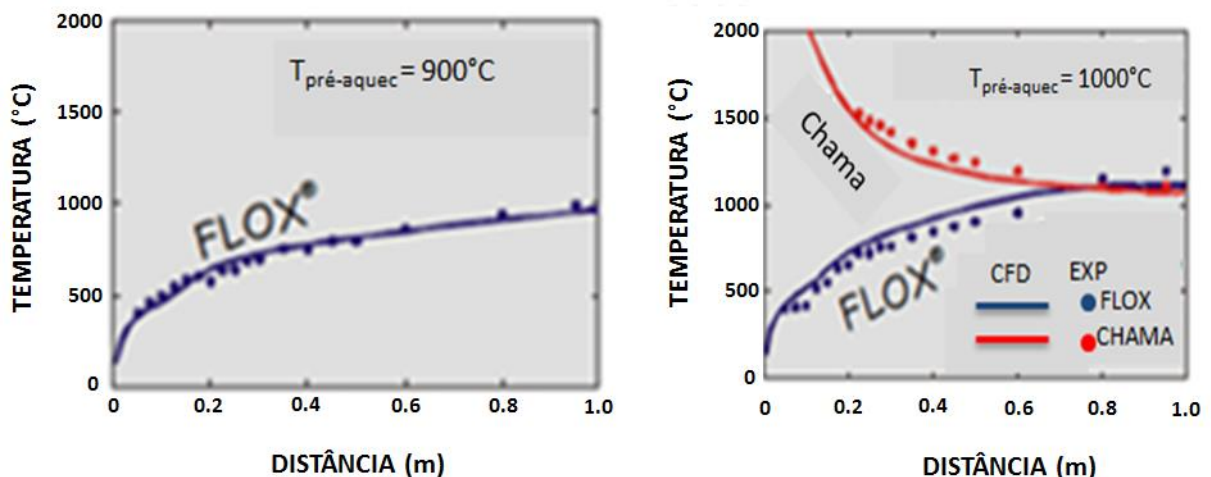 2000
1500
1000
500
0
TEMPERATURA (°C)
T pré-aquec = 900°C
FLOX®
0 0.2 0.4 0.6 0.8 1.0
DISTÂNCIA (m)
2000
1500
1000
500
0
TEMPERATURA (°C)
T pré-aquec = 1000°C
Chama
FLOX®
CFD EXP
FLOX
CHAMA
0 0.2 0.4 0.6 0.8 1.0
DISTÂNCIA (m)